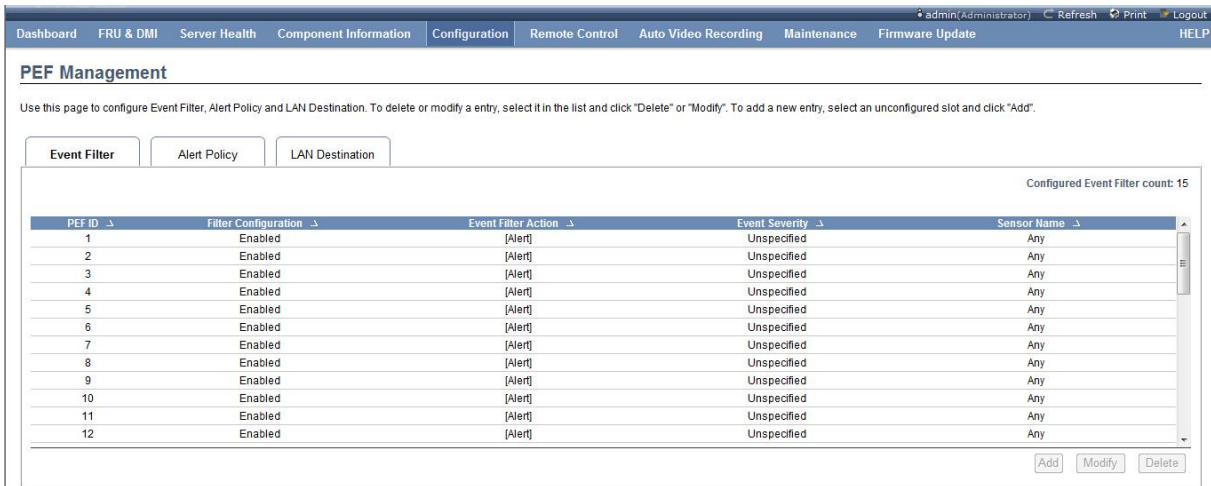 admin(Administrator) Refresh Print Logout
Dashboard FRU & DMI Server Health Component Information Configuration Remote Control Auto Video Recording Maintenance Firmware Update HELP
PEF Management
Use this page to configure Event Filter, Alert Policy and LAN Destination. To delete or modify a entry, select it in the list and click "Delete" or "Modify". To add a new entry, select an unconfigured slot and click "Add".
Event Filter Alert Policy LAN Destination
Configured Event Filter count: 15
PEF ID Filter Configuration Event Filter Action Event Severity Sensor Name
1 Enabled [Alert] Unspecified Any
2 Enabled [Alert] Unspecified Any
3 Enabled [Alert] Unspecified Any
4 Enabled [Alert] Unspecified Any
5 Enabled [Alert] Unspecified Any
6 Enabled [Alert] Unspecified Any
7 Enabled [Alert] Unspecified Any
8 Enabled [Alert] Unspecified Any
9 Enabled [Alert] Unspecified Any
10 Enabled [Alert] Unspecified Any
11 Enabled [Alert] Unspecified Any
12 Enabled [Alert] Unspecified Any
Add Modify Delete